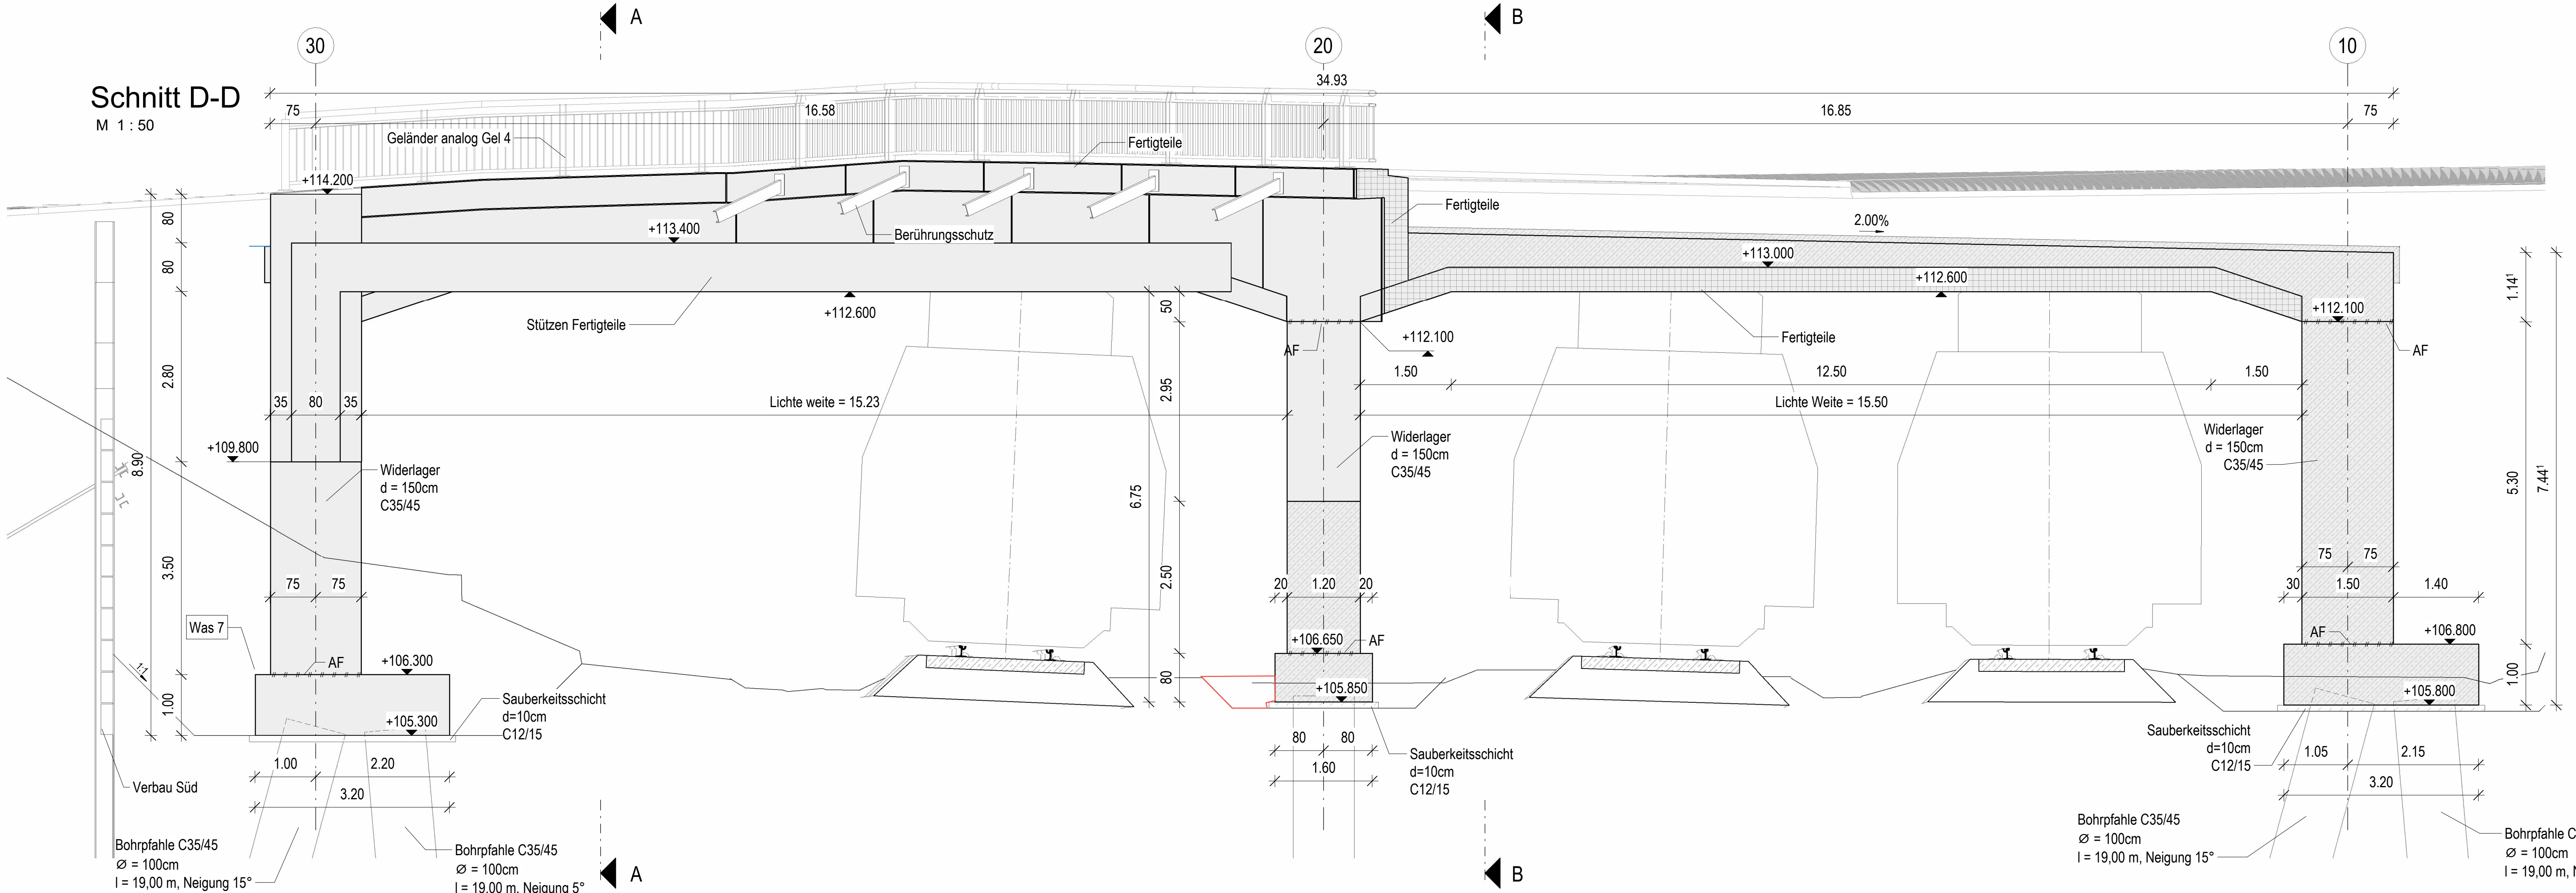 A
B
30
20
10
Schnitt D-D
M 1 : 50
34.93
75
16.58
16.85
75
Geländer analog Gel 4
Fertigteile
+114.200
Fertigteile
2.00%
80
+113.400
Berührungsschutz
+113.000
+112.600
80
1.14¹
+112.600
50
+112.100
Stützen Fertigteile
Fertigteile
+112.100
AF
AF
2.80
2.95
1.50
12.50
1.50
35
80
35
Lichte weite = 15.23
Lichte Weite = 15.50
+109.800
8.90
Widerlager
d = 150cm
C35/45
6.75
Widerlager
d = 150cm
C35/45
Widerlager
d = 150cm
C35/45
5.30
7.44¹
3.50
2.50
75
75
20
1.20
20
75
75
30
1.50
1.40
Was 7
AF
+106.300
+106.650
AF
AF
+106.800
1:1
1.00
Sauberkeitsschicht
d=10cm
C12/15
80
+105.850
1.00
+105.300
+105.800
80
80
1.60
Sauberkeitsschicht
d=10cm
C12/15
Sauberkeitsschicht
d=10cm
C12/15
1.00
2.20
3.20
1.05
2.15
3.20
Verbau Süd
Bohrpfahle C35/45
Ø = 100cm
l = 19,00 m, Neigung 15°
Bohrpfahle C35/45
Ø = 100cm
l = 19,00 m, Neigung 5°
Bohrpfahle C35/45
Ø = 100cm
l = 19,00 m, Neigung 15°
Bohrpfahle C
Ø = 100cm
l = 19,00 m,
A
B